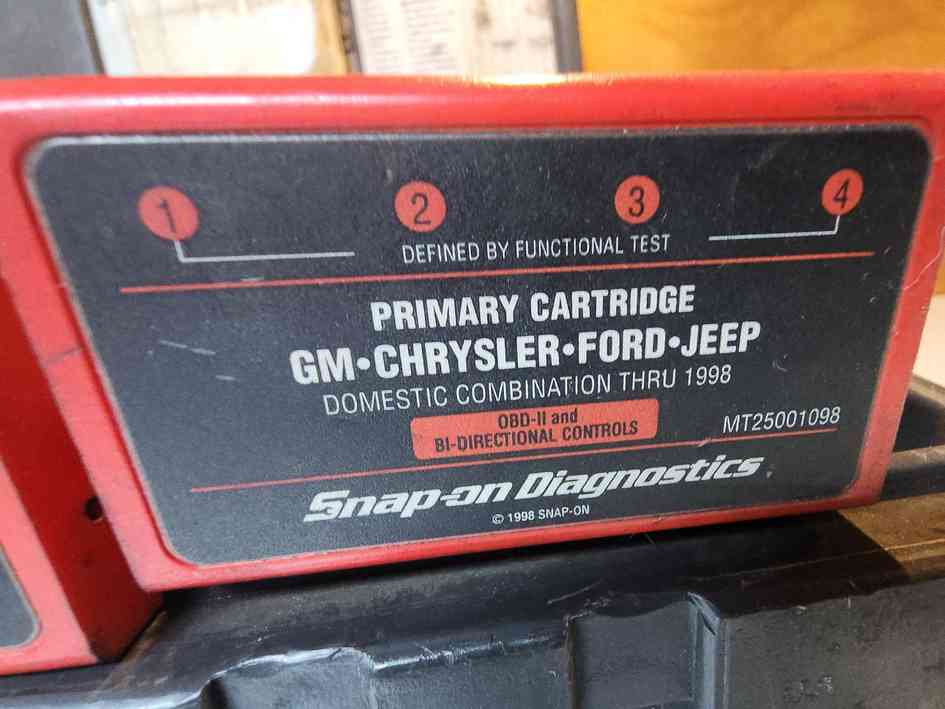 1 2 3 4
DEFINED BY FUNCTIONAL TEST
PRIMARY CARTRIDGE
GM•CHRYSLER•FORD•JEEP
DOMESTIC COMBINATION THRU 1998
OBD-II and
BI-DIRECTIONAL CONTROLS
MT25001098
Snap-on Diagnostics
© 1998 SNAP-ON